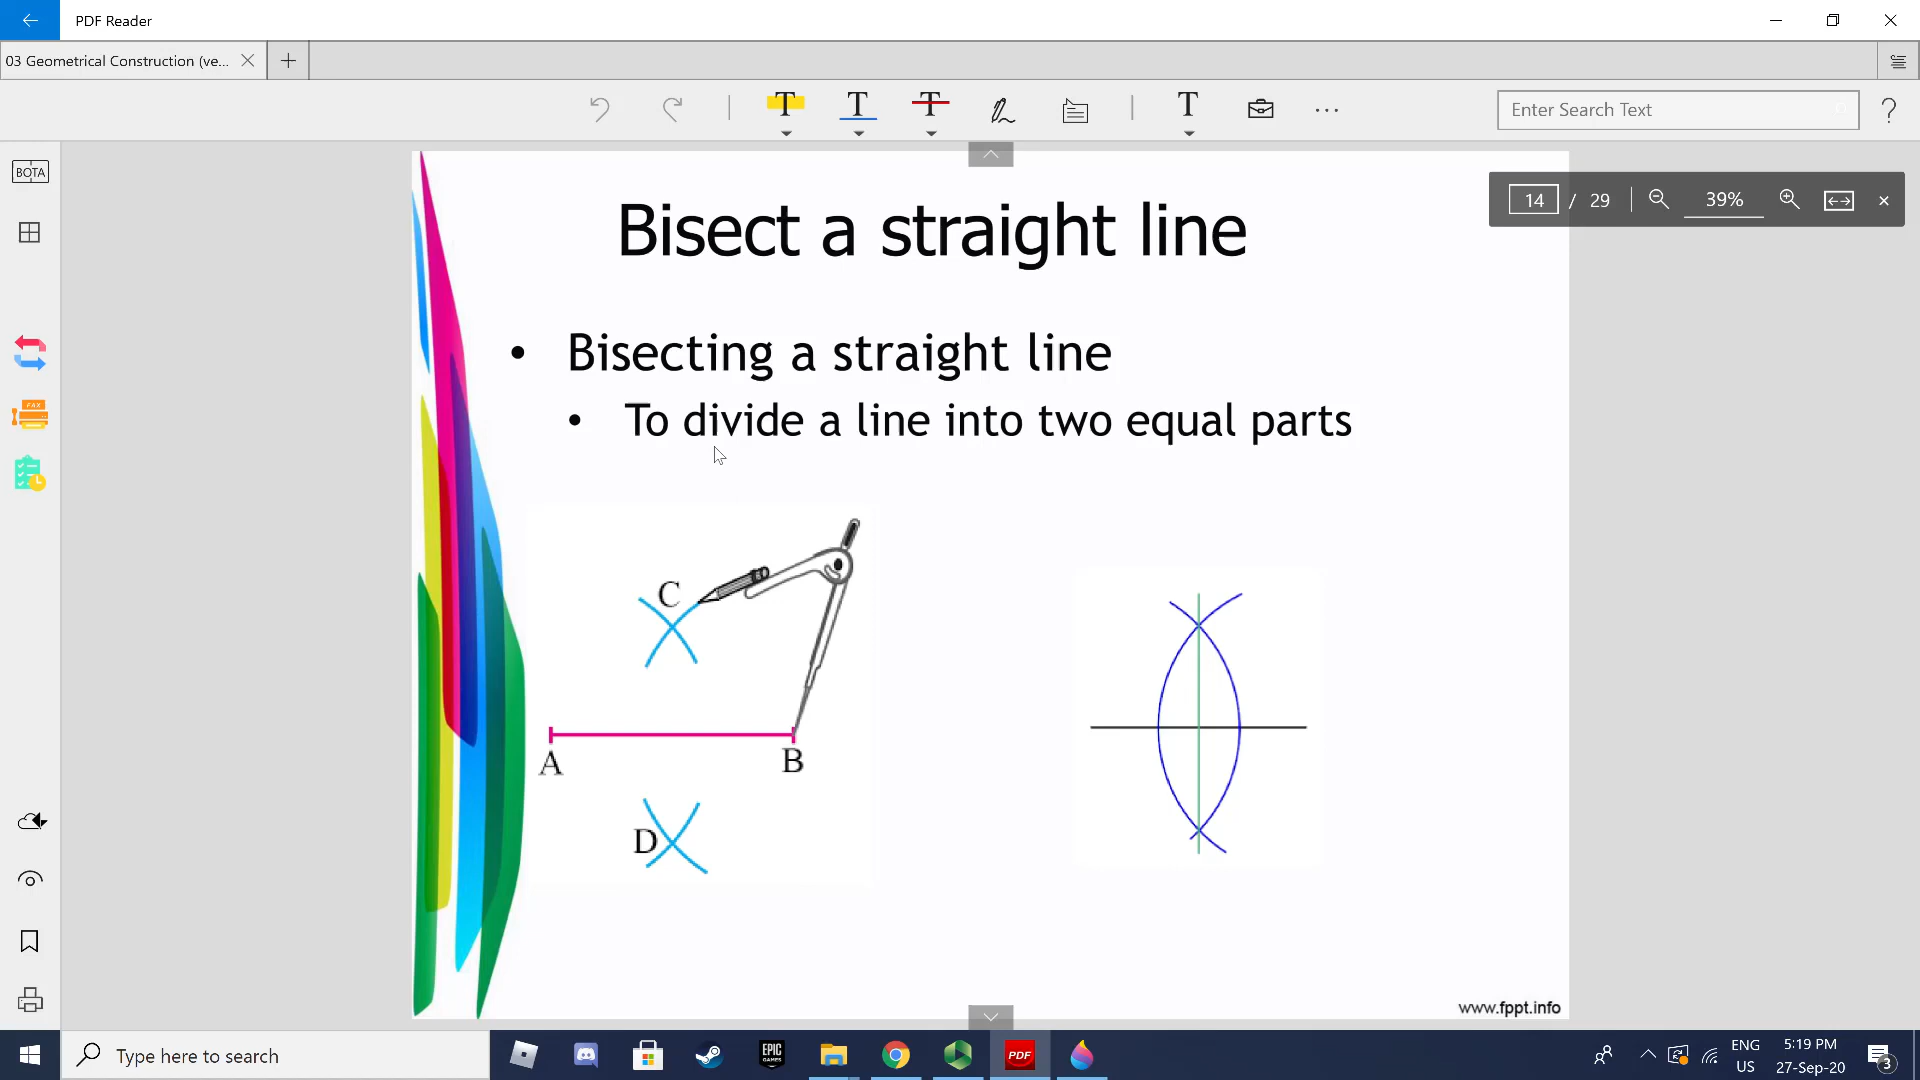 PDF Reader
03 Geometrical Construction (ve...
T T T T
Enter Search Text
?
BOTA
14 / 29 39%
Bisect a straight line
• Bisecting a straight line
• To divide a line into two equal parts
C
A
B
D
FAX
www.fppt.info
Type here to search
EPIC
GAMES
PDF
ENG
US
5:19 PM
27-Sep-20
3